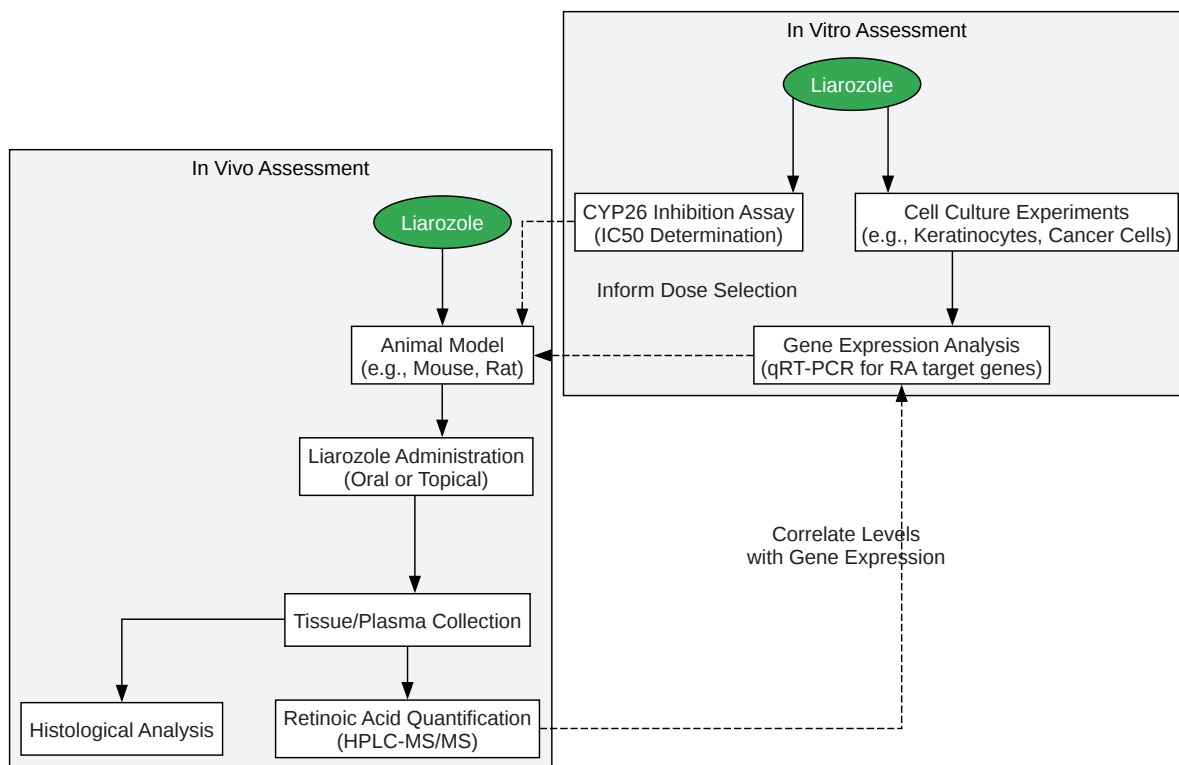 In Vitro Assessment
Liarozole
In Vivo Assessment
Liarozole
CYP26 Inhibition Assay
(IC50 Determination)
Cell Culture Experiments
(e.g., Keratinocytes, Cancer Cells)
Inform Dose Selection
Animal Model
(e.g., Mouse, Rat)
Gene Expression Analysis
(qRT-PCR for RA target genes)
Liarozole Administration
(Oral or Topical)
Correlate Levels
with Gene Expression
Tissue/Plasma Collection
Histological Analysis
Retinoic Acid Quantification
(HPLC-MS/MS)